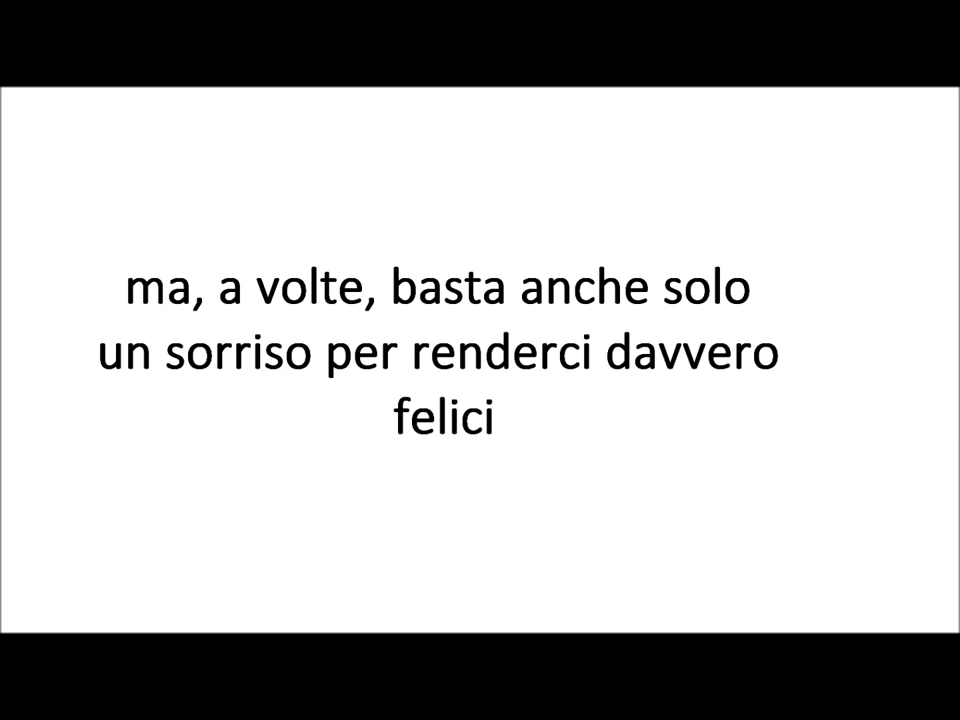 ma, a volte, basta anche solo
un sorriso per renderci davvero
felici